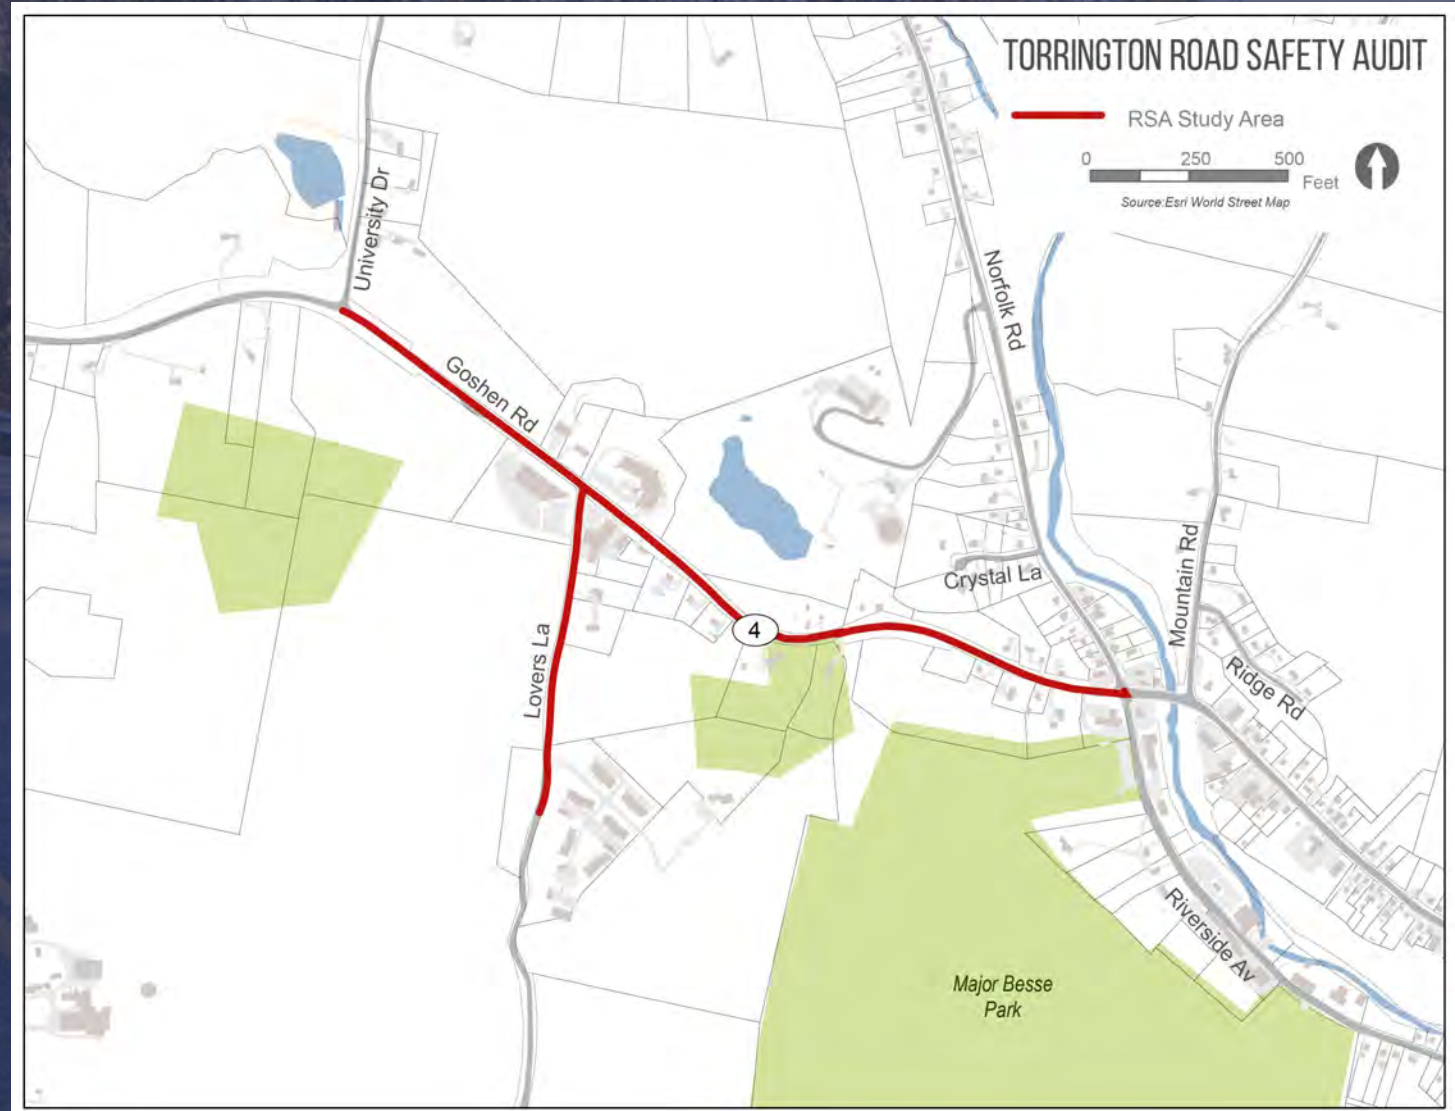 TORRINGTON ROAD SAFETY AUDIT
RSA Study Area
0 250 500
Feet
Source:Esri World Street Map
University Dr
Norfolk Rd
Goshen Rd
Crystal La
Mountain Rd
4
Lovers La
Ridge Rd
Riverside Av
Major Besse
Park